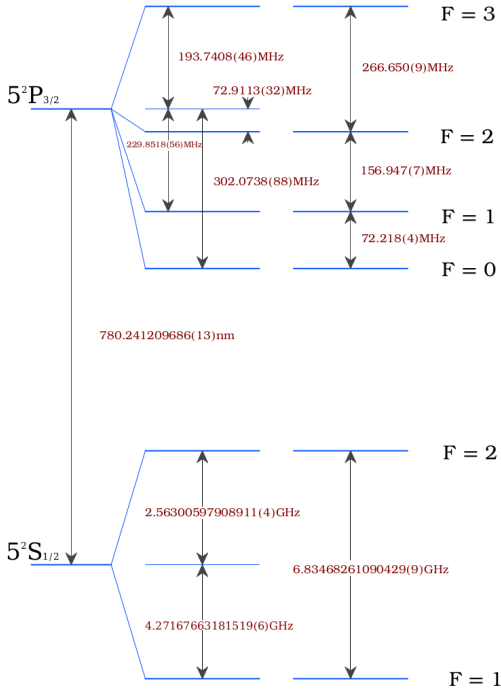 F = 3
193.7408(46)MHz
266.650(9)MHz
72.9113(32)MHz
5²P₃/₂
F = 2
229.8518(56)MHz
156.947(7)MHz
302.0738(88)MHz
F = 1
72.218(4)MHz
F = 0
780.241209686(13)nm
F = 2
2.56300597908911(4)GHz
5²S₁/₂
6.83468261090429(9)GHz
4.27167663181519(6)GHz
F = 1